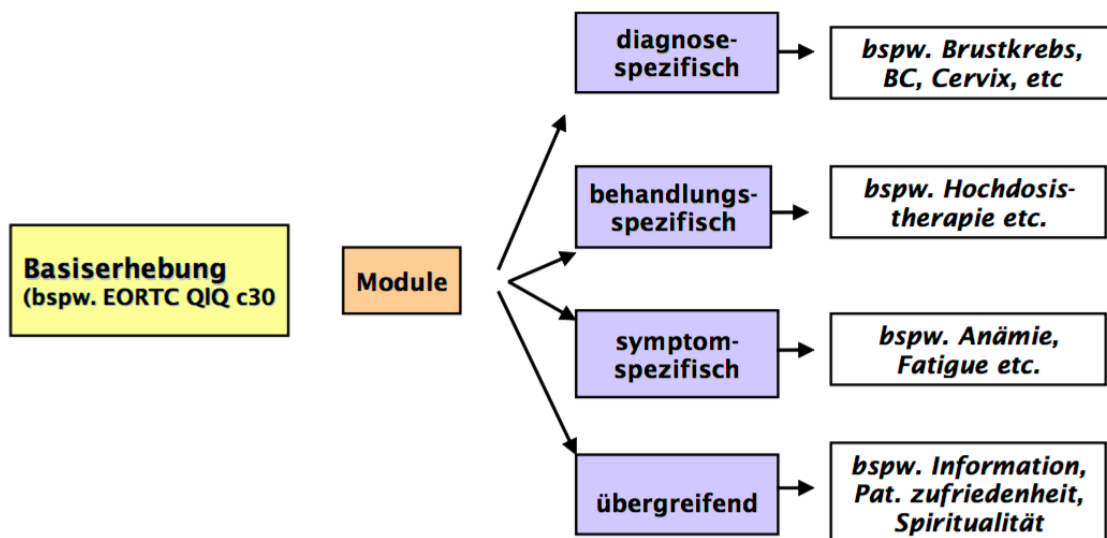 Basiserhebung
(bspw. EORTC QlQ c30
Module
diagnose-
spezifisch
bspw. Brustkrebs,
BC, Cervix, etc
behandlungs-
spezifisch
bspw. Hochdosis-
therapie etc.
symptom-
spezifisch
bspw. Anämie,
Fatigue etc.
übergreifend
bspw. Information,
Pat. zufriedenheit,
Spiritualität